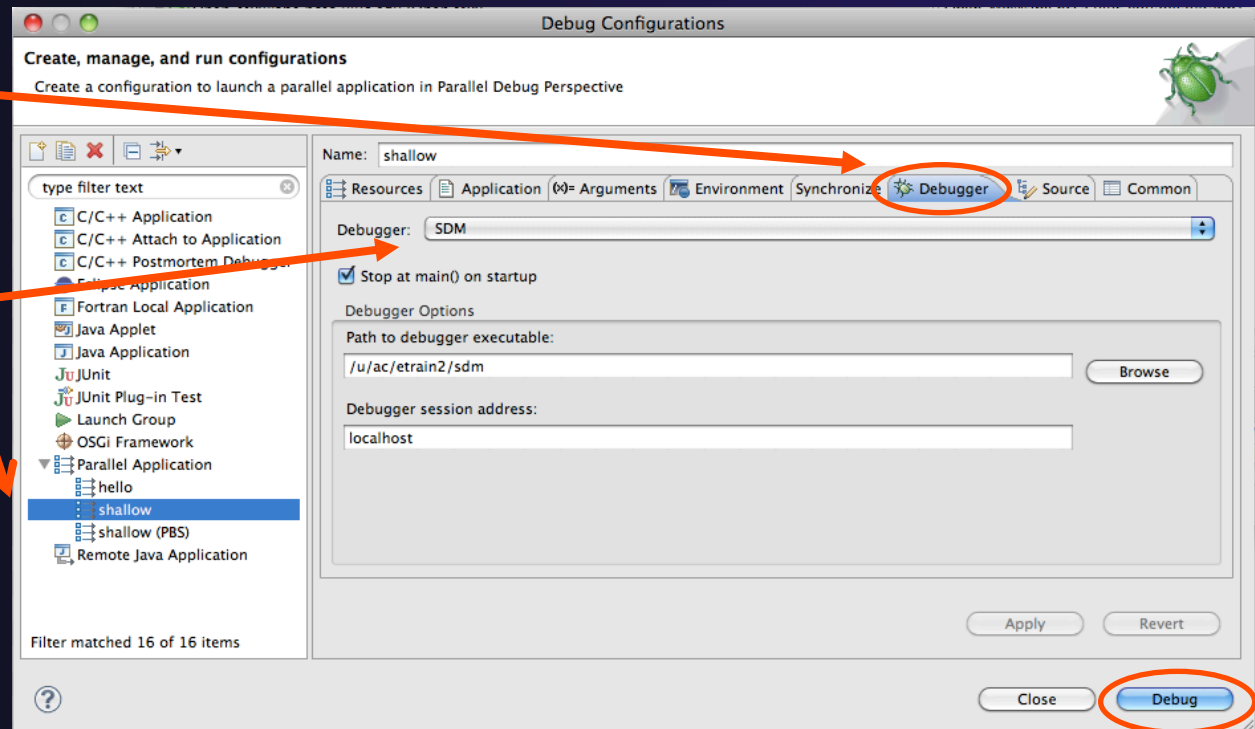 Debug Configurations
Create, manage, and run configurations
Create a configuration to launch a parallel application in Parallel Debug Perspective
type filter text
C/C++ Application
C/C++ Attach to Application
C/C++ Postmortem Debugger
Eclipse Application
Fortran Local Application
Java Applet
Java Application
JUnit
JUnit Plug-in Test
Launch Group
OSGi Framework
Parallel Application
hello
shallow
shallow (PBS)
Remote Java Application
Filter matched 16 of 16 items
Name: shallow
Resources Application (x)= Arguments Environment Synchronize Debugger Source Common
Debugger: SDM
Stop at main() on startup
Debugger Options
Path to debugger executable:
/u/ac/etrain2/sdm Browse
Debugger session address:
localhost
Apply Revert
? Close Debug